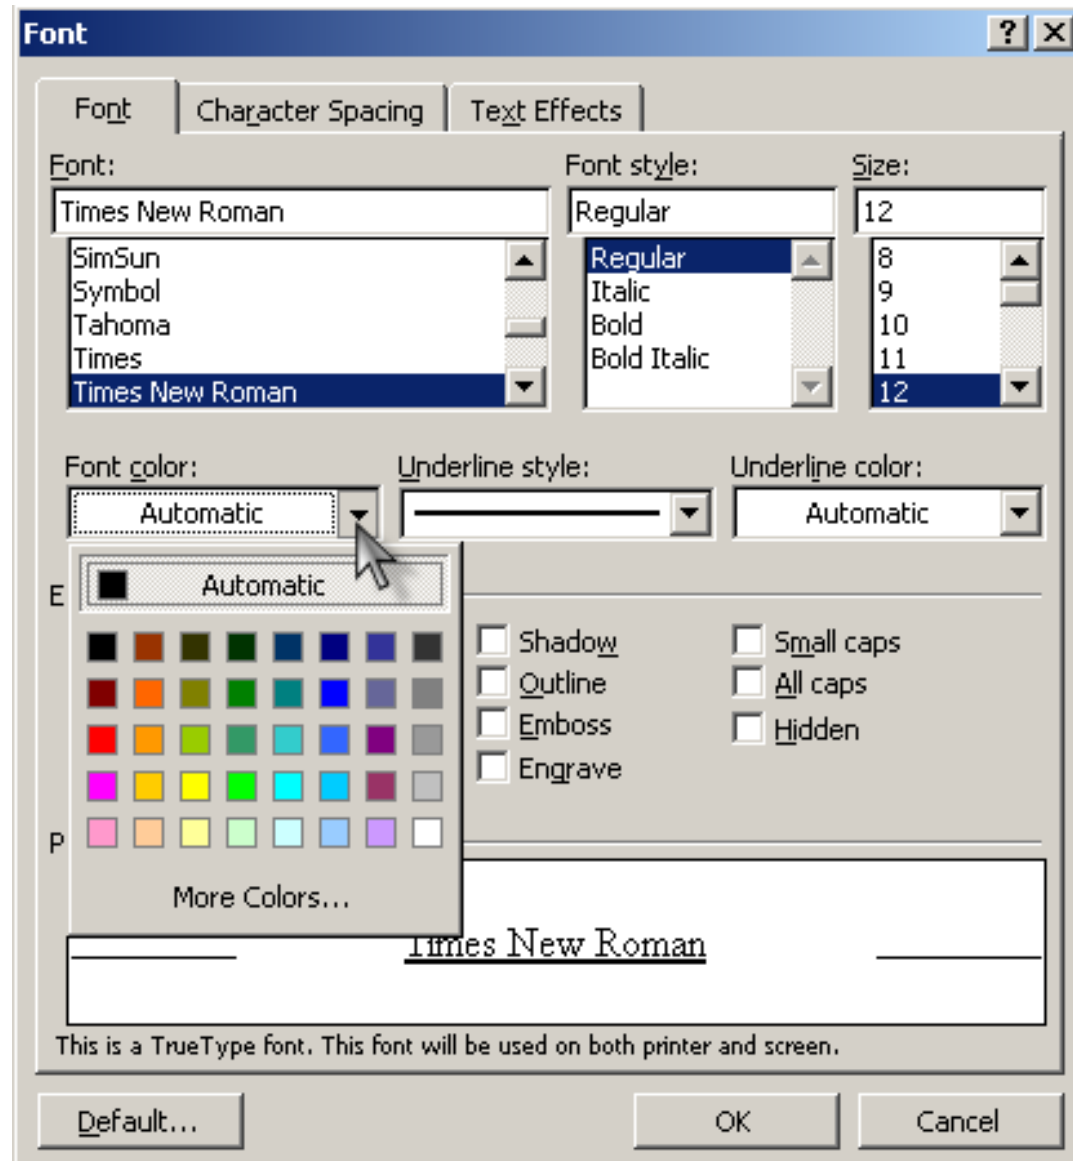 Font
Font Character Spacing Text Effects
Font: Font style: Size:
Times New Roman Regular 12
SimSun Regular 8
Symbol Italic 9
Tahoma Bold 10
Times Bold Italic 11
Times New Roman 12
Font color: Underline style: Underline color:
Automatic Automatic
Automatic
E
Shadow Small caps
Outline All caps
Emboss Hidden
Engrave
P
More Colors...
Times New Roman
This is a TrueType font. This font will be used on both printer and screen.
Default... OK Cancel